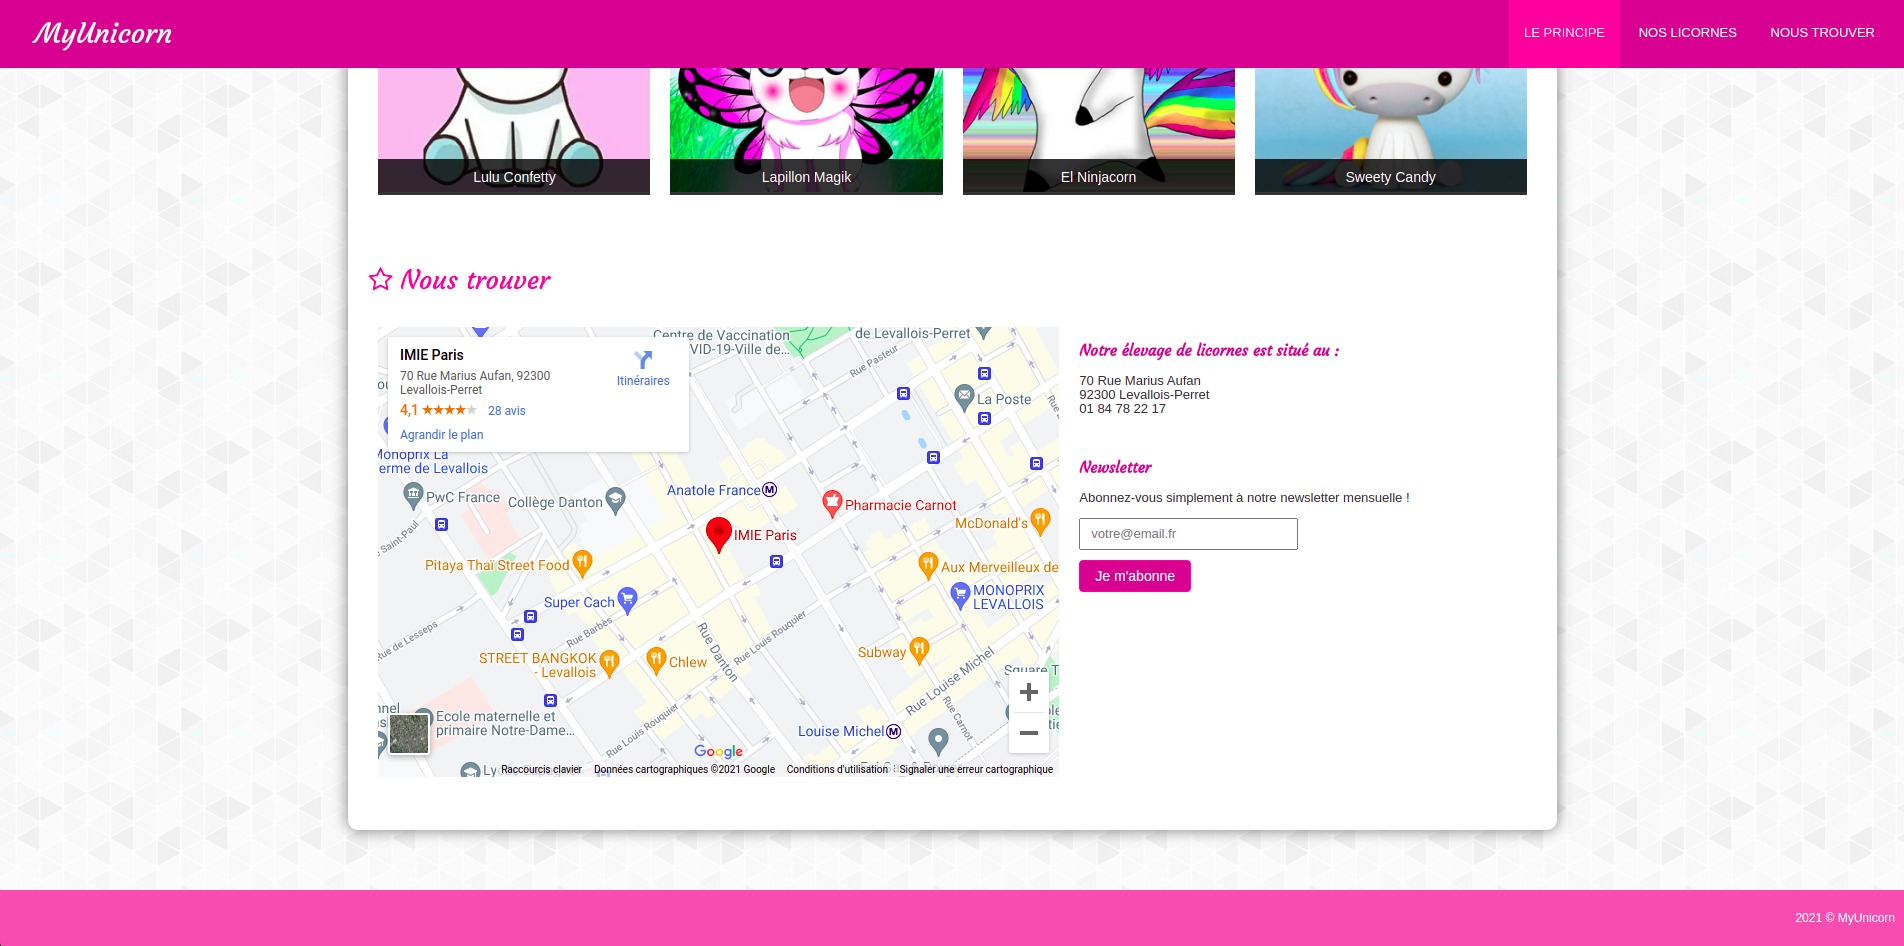 MyUnicorn
LE PRINCIPE
NOS LICORNES
NOUS TROUVER
Lulu Confetty
Lapillon Magik
El Ninjacorn
Sweety Candy
Nous trouver
IMIE Paris
70 Rue Marius Aufan, 92300
Levallois-Perret
4,1
28 avis
Agrandir le plan
Itinéraires
Centre de Vaccination
VID-19-Ville de...
de Levallois-Perret
Rue Pasteur
La Poste
Monoprix La
erme de Levallois
PwC France
Collège Danton
Anatole France
M
Pharmacie Carnot
McDonald's
IMIE Paris
e Saint-Paul
Pitaya Thaï Street Food
Aux Merveilleux de
MONOPRIX
LEVALLOIS
Super Cach
Rue Barbès
Rue Louis Rouquier
Rue Danton
Rue de Lesseps
STREET BANGKOK
- Levallois
Chlew
Subway
Rue Louise Michel
Square T
Rue Carnot
Ecole maternelle et
primaire Notre-Dame...
Rue Louis Rouquier
Louise Michel
M
Google
Raccourcis clavier
Données cartographiques ©2021 Google
Conditions d'utilisation
Signaler une erreur cartographique
Notre élevage de licornes est situé au :
70 Rue Marius Aufan
92300 Levallois-Perret
01 84 78 22 17
Newsletter
Abonnez-vous simplement à notre newsletter mensuelle !
votre@email.fr
Je m'abonne
2021 © MyUnicorn